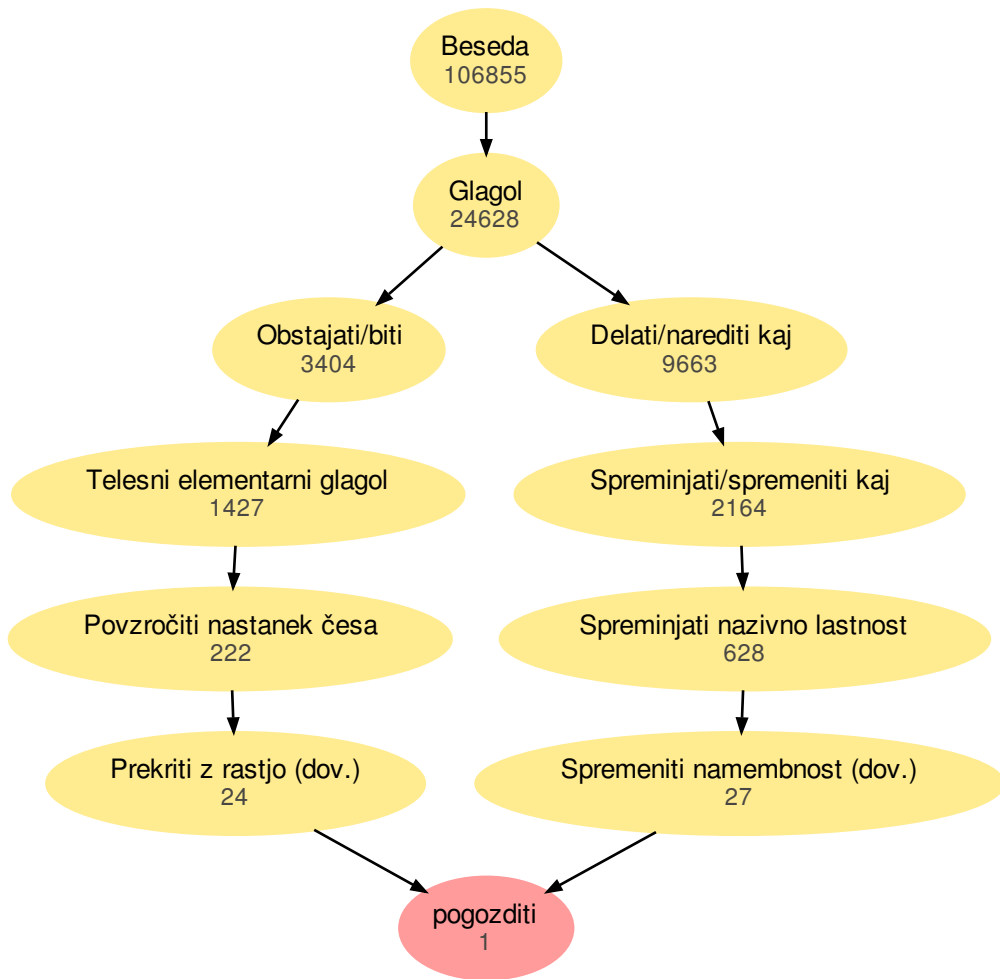 Beseda
106855
Glagol
24628
Obstajati/biti
3404
Delati/narediti kaj
9663
Telesni elementarni glagol
1427
Spreminjati/spremeniti kaj
2164
Povzročiti nastanek česa
222
Spreminjati nazivno lastnost
628
Prekriti z rastjo (dov.)
24
Spremeniti namembnost (dov.)
27
pogozditi
1